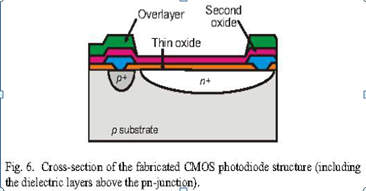 Overlayer
Second
oxide
Thin oxide
p+
n+
p substrate
Fig. 6. Cross-section of the fabricated CMOS photodiode structure (including
the dielectric layers above the pn-junction).